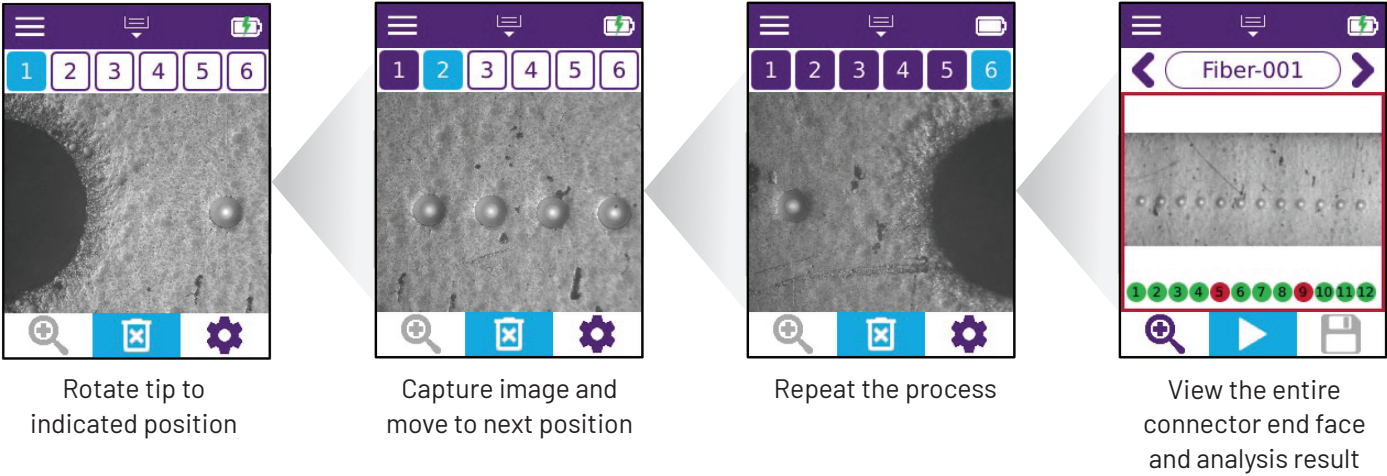 1 2 3 4 5 6
1 2 3 4 5 6
1 2 3 4 5 6
Fiber-001
1 2 3 4 5 6 7 8 9 10 11 12
Rotate tip to
indicated position
Capture image and
move to next position
Repeat the process
View the entire
connector end face
and analysis result